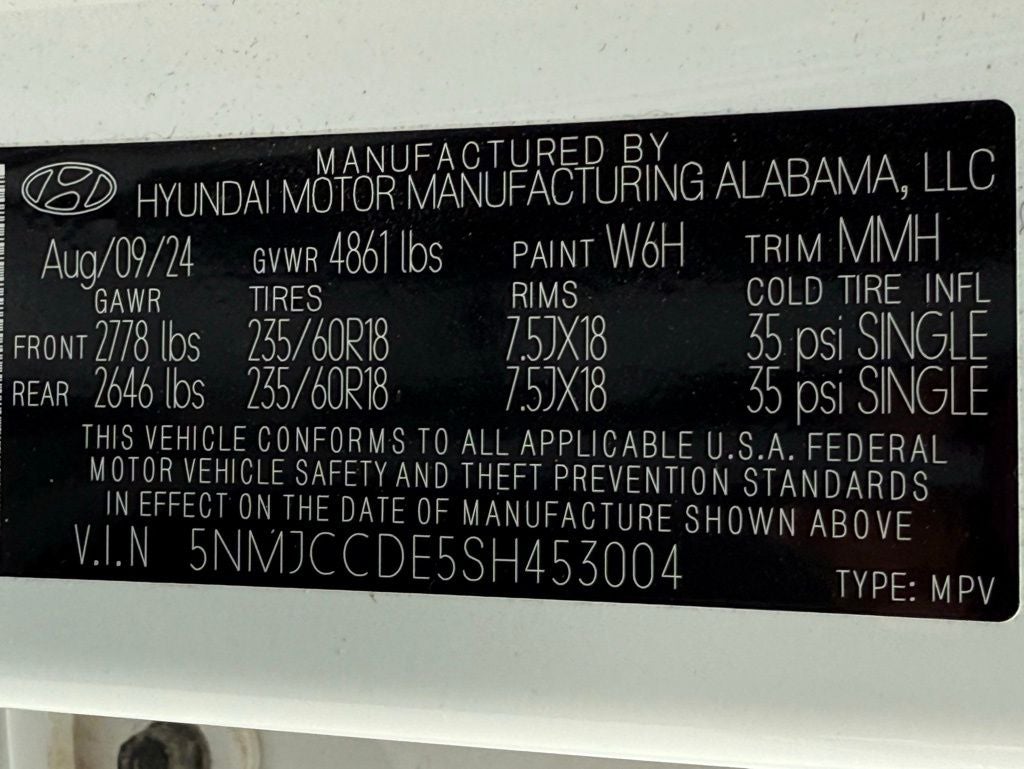 MANUFACTURED BY
HYUNDAI MOTOR MANUFACTURING ALABAMA, LLC
Aug/09/24 GVWR 4861 lbs PAINT W6H TRIM MMH
GAWR TIRES RIMS COLD TIRE INFL
FRONT 2778 lbs 235/60R18 7.5JX18 35 psi SINGLE
REAR 2646 lbs 235/60R18 7.5JX18 35 psi SINGLE
THIS VEHICLE CONFORMS TO ALL APPLICABLE U.S.A. FEDERAL
MOTOR VEHICLE SAFETY AND THEFT PREVENTION STANDARDS
IN EFFECT ON THE DATE OF MANUFACTURE SHOWN ABOVE
V.I.N 5NMJCCDE5SH453004
TYPE: MPV